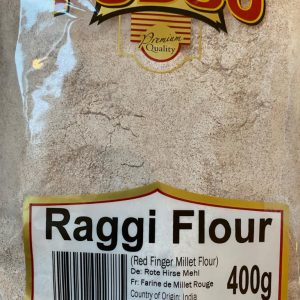 Premium
Quality
Raggi Flour
(Red Finger Millet Flour)
De: Rote Hirse Mehl
Fr: Farine de Millet Rouge
Country of Origin: India
400g